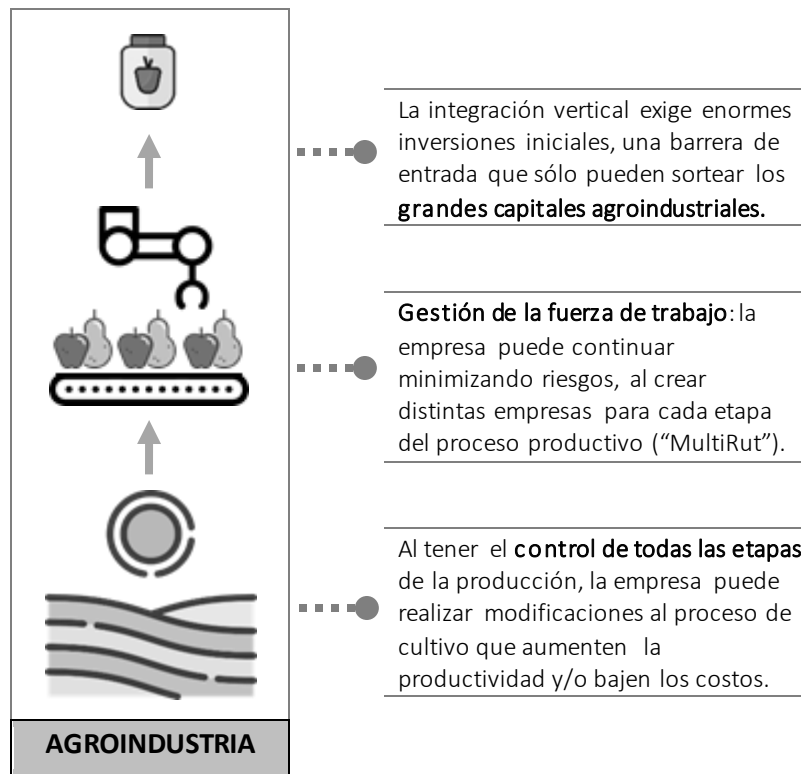 La integración vertical exige enormes
inversiones iniciales, una barrera de
entrada que sólo pueden sortear los
grandes capitales agroindustriales.
Gestión de la fuerza de trabajo: la
empresa puede continuar
minimizando riesgos, al crear
distintas empresas para cada etapa
del proceso productivo (“MultiRut”).
Al tener el control de todas las etapas
de la producción, la empresa puede
realizar modificaciones al proceso de
cultivo que aumenten la
productividad y/o bajen los costos.
AGROINDUSTRIA